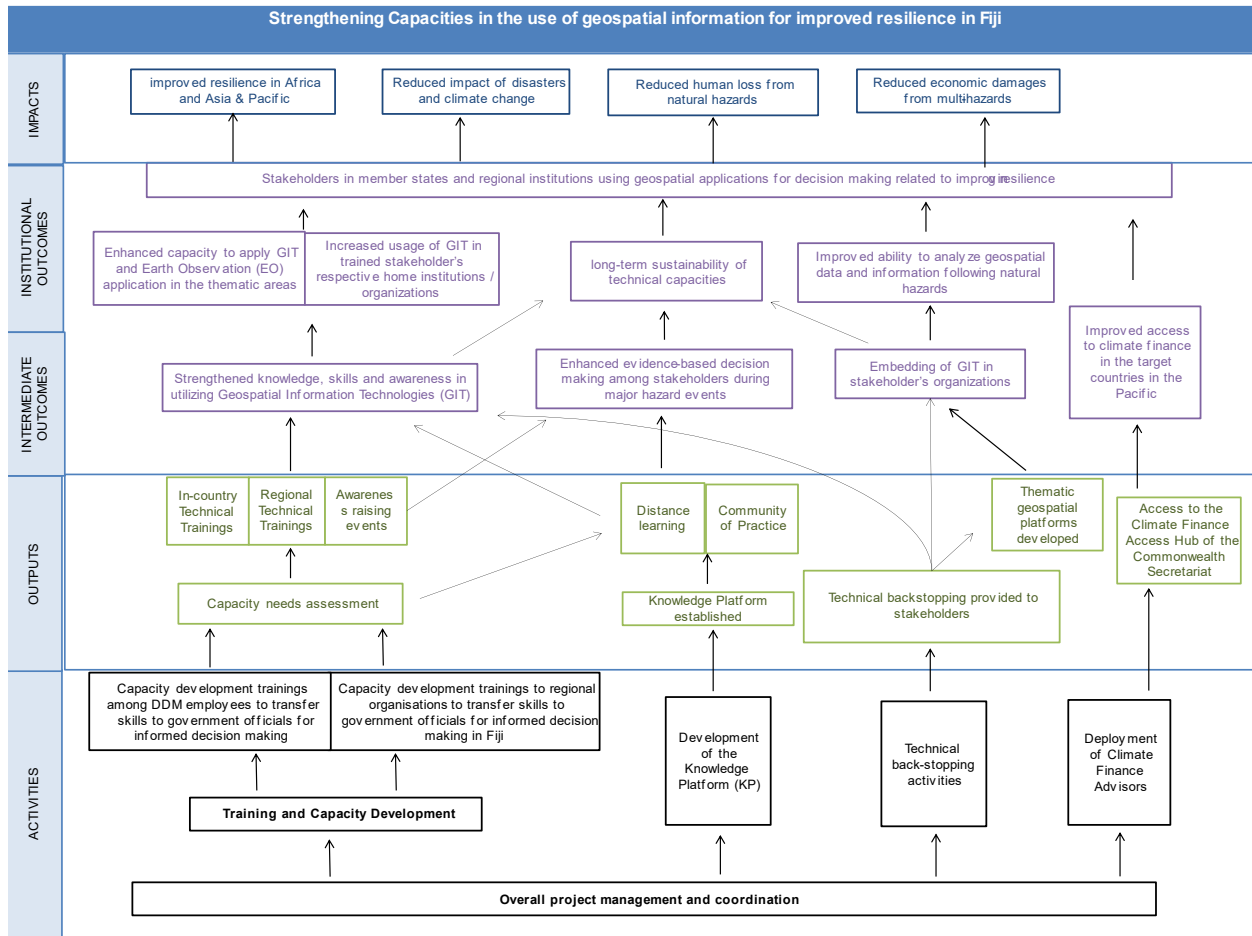 Strengthening Capacities in the use of geospatial information for improved resilience in Fiji
IMPACTS
improved resilience in Africa
and Asia & Pacific
Reduced impact of disasters
and climate change
Reduced human loss from
natural hazards
Reduced economic damages
from multi-hazards
INSTITUTIONAL
OUTCOMES
Stakeholders in member states and regional institutions using geospatial applications for decision making related to improving resilience
Enhanced capacity to apply GIT
and Earth Observation (EO)
application in the thematic areas
Increased usage of GIT in
trained stakeholder's
respective home institutions /
organizations
long-term sustainability of
technical capacities
Improved ability to analyze geospatial
data and information following natural
hazards
INTERMEDIATE
OUTCOMES
Strengthened knowledge, skills and awareness in
utilizing Geospatial Information Technologies (GIT)
Enhanced evidence-based decision
making among stakeholders during
major hazard events
Embedding of GIT in
stakeholder's organizations
Improved access
to climate finance
in the target
countries in the
Pacific
OUTPUTS
In-country
Technical
Trainings
Regional
Technical
Trainings
Awarenes
s raising
events
Distance
learning
Community
of Practice
Thematic
geospatial
platforms
developed
Access to the
Climate Finance
Access Hub of the
Commonwealth
Secretariat
Capacity needs assessment
Knowledge Platform
established
Technical backstopping provided to
stakeholders
ACTIVITIES
Capacity development trainings
among DDM employees to transfer
skills to government officials for
informed decision making
Capacity development trainings to regional
organisations to transfer skills to
government officials for informed decision
making in Fiji
Development
of the
Knowledge
Platform (KP)
Technical
back-stopping
activities
Deployment
of Climate
Finance
Advisors
Training and Capacity Development
Overall project management and coordination